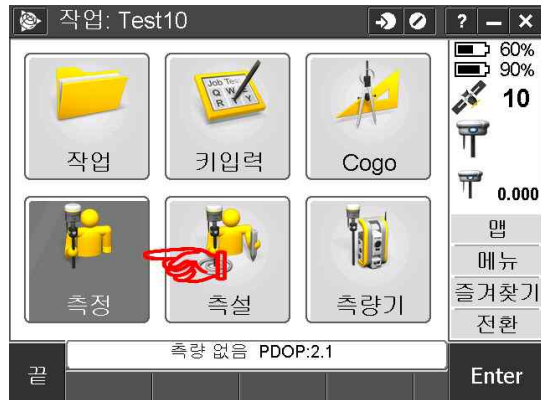 작업: Test10
? — ×
60%
90%
10
작업
키입력
Cogo
0.000
측정
측설
측량기
맵
메뉴
즐겨찾기
전환
측량 없음 PDOP:2.1
끝
Enter